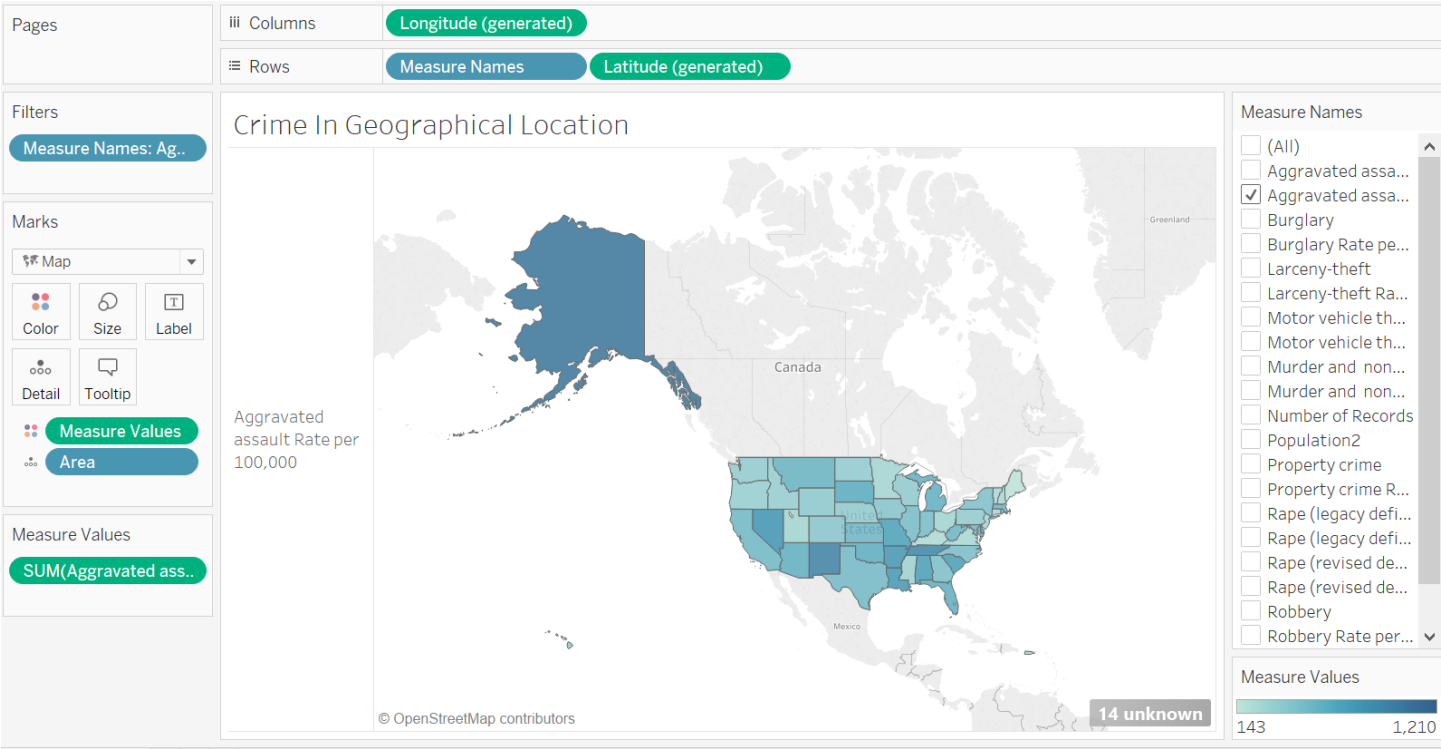 Pages
Columns
Longitude (generated)
Rows
Measure Names
Latitude (generated)
Filters
Measure Names: Ag..
Marks
Map
Color
Size
Label
Detail
Tooltip
Measure Values
Area
Measure Values
SUM(Aggravated ass..
Crime In Geographical Location
Aggravated
assault Rate per
100,000
Greenland
Canada
United
States
Mexico
© OpenStreetMap contributors
14 unknown
Measure Names
(All)
Aggravated assa...
Aggravated assa...
Burglary
Burglary Rate pe...
Larceny-theft
Larceny-theft Ra...
Motor vehicle th...
Motor vehicle th...
Murder and non...
Murder and non...
Number of Records
Population2
Property crime
Property crime R...
Rape (legacy defi...
Rape (legacy defi...
Rape (revised de...
Rape (revised de...
Robbery
Robbery Rate per...
Measure Values
143
1,210